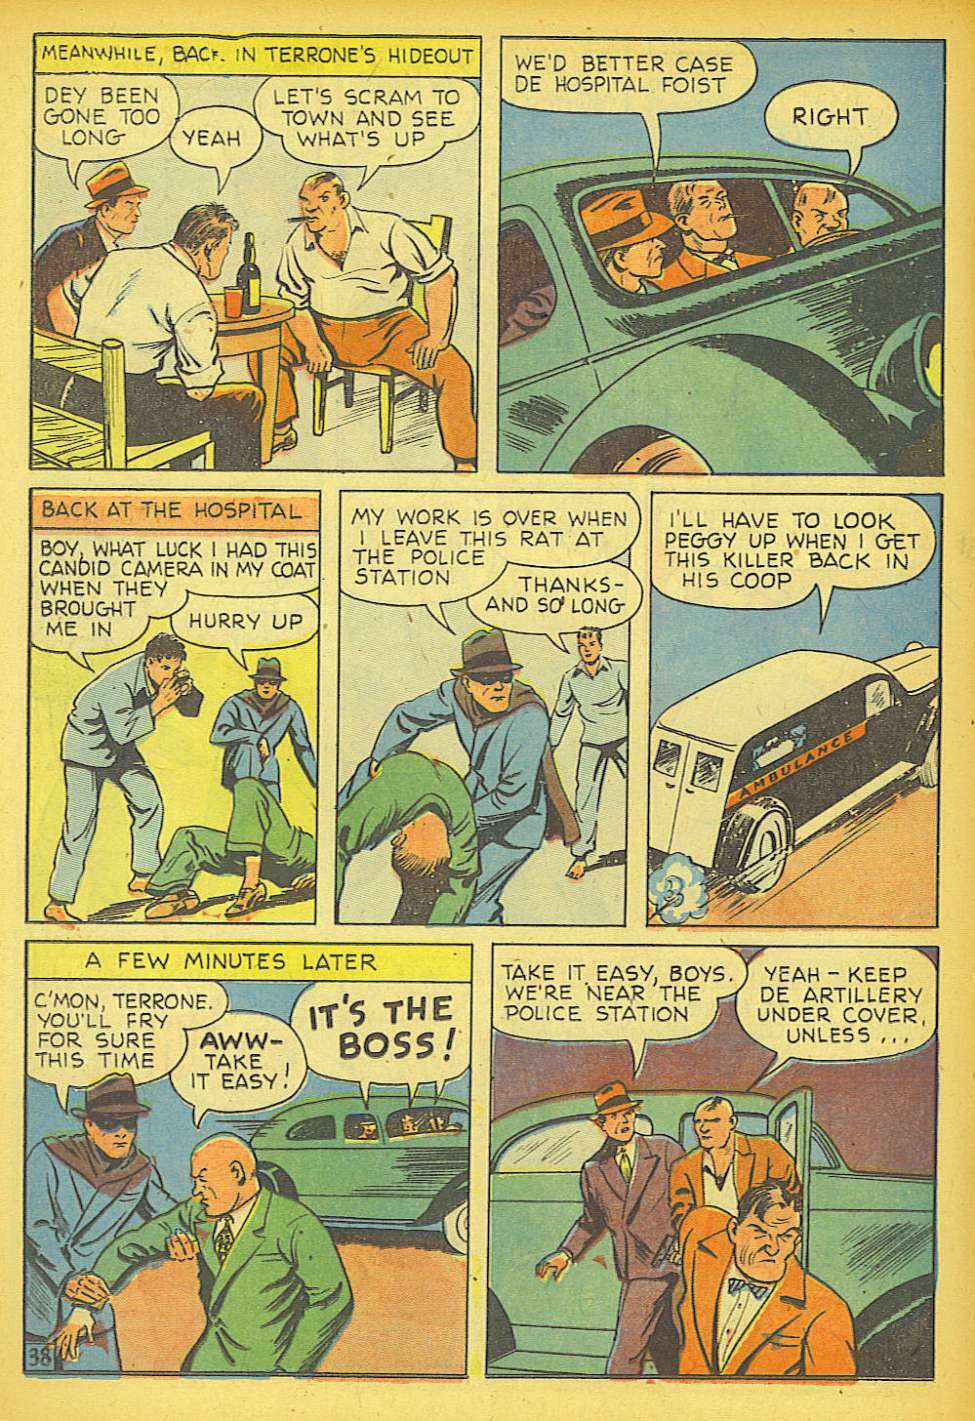 MEANWHILE, BACK IN TERRONE'S HIDEOUT
DEY BEEN
GONE TOO
LONG
YEAH
LET'S SCRAM TO
TOWN AND SEE
WHAT'S UP
WE'D BETTER CASE
DE HOSPITAL FOIST
RIGHT
BACK AT THE HOSPITAL
BOY, WHAT LUCK I HAD THIS
CANDID CAMERA IN MY COAT
WHEN THEY
BROUGHT
ME IN
HURRY UP
MY WORK IS OVER WHEN
I LEAVE THIS RAT AT
THE POLICE
STATION
THANKS-
AND SO LONG
I'LL HAVE TO LOOK
PEGGY UP WHEN I GET
THIS KILLER BACK IN
HIS COOP
AMBULANCE
A FEW MINUTES LATER
C'MON, TERRONE.
YOU'LL FRY
FOR SURE
THIS TIME
AWW-
TAKE
IT EASY!
IT'S THE
BOSS!
TAKE IT EASY, BOYS.
WE'RE NEAR THE
POLICE STATION
YEAH - KEEP
DE ARTILLERY
UNDER COVER,
UNLESS ...
38